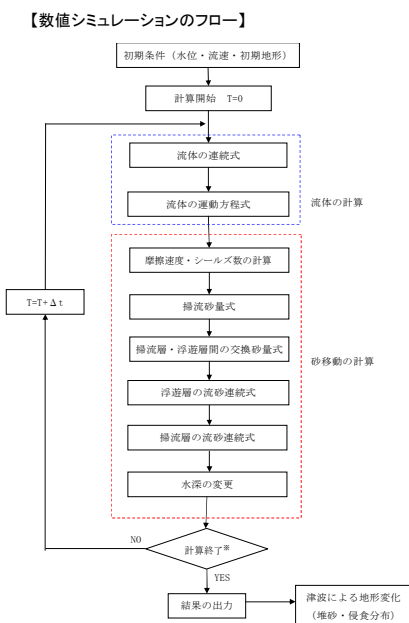 【数値シミュレーションのフロー】
初期条件（水位・流速・初期地形）
計算開始　T=0
流体の連続式
流体の運動方程式
流体の計算
摩擦速度・シールズ数の計算
掃流砂量式
掃流層・浮遊層間の交換砂量式
浮遊層の流砂連続式
掃流層の流砂連続式
水深の変更
砂移動の計算
T=T+Δt
計算終了※
NO
YES
結果の出力
津波による地形変化
（堆砂・侵食分布）